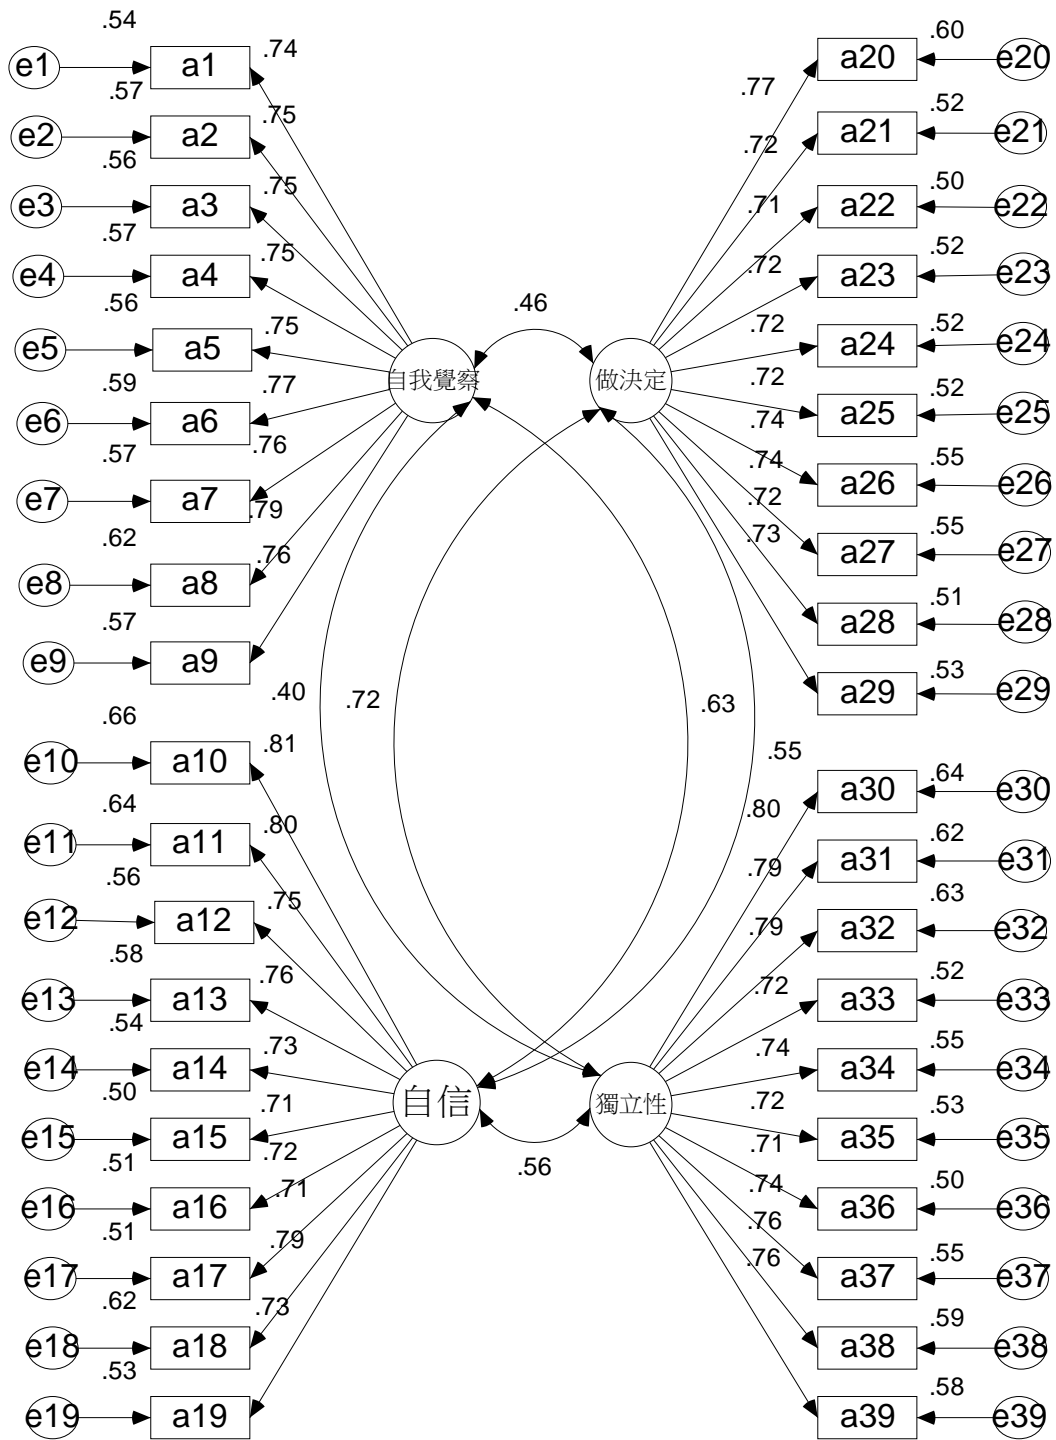 .54
e1 a1 .74
.57
e2 a2 .75
.56
e3 a3 .75
.57
e4 a4 .75
.56
e5 a5 .75
.59
e6 a6 .77
.57
e7 a7 .76
.62
e8 a8 .79
.57
e9 a9 .76
.66
e10 a10 .81
.64
e11 a11 .80
.56
e12 a12 .75
.58
e13 a13 .76
.54
e14 a14 .73
.50
e15 a15 .71
.51
e16 a16 .72
.51
e17 a17 .71
.62
e18 a18 .79
.53
e19 a19 .73
自我覺察
.46
做決定
.40
.72
.63
.55
自信
.56
獨立性
.60
.77 a20 e20
.52
.72 a21 e21
.50
.71 a22 e22
.52
.72 a23 e23
.52
.72 a24 e24
.52
.72 a25 e25
.55
.74 a26 e26
.55
.74 a27 e27
.51
.72 a28 e28
.53
.73 a29 e29
.64
.80 a30 e30
.62
.79 a31 e31
.63
.79 a32 e32
.52
.72 a33 e33
.55
.74 a34 e34
.53
.72 a35 e35
.50
.71 a36 e36
.55
.74 a37 e37
.59
.76 a38 e38
.58
.76 a39 e39